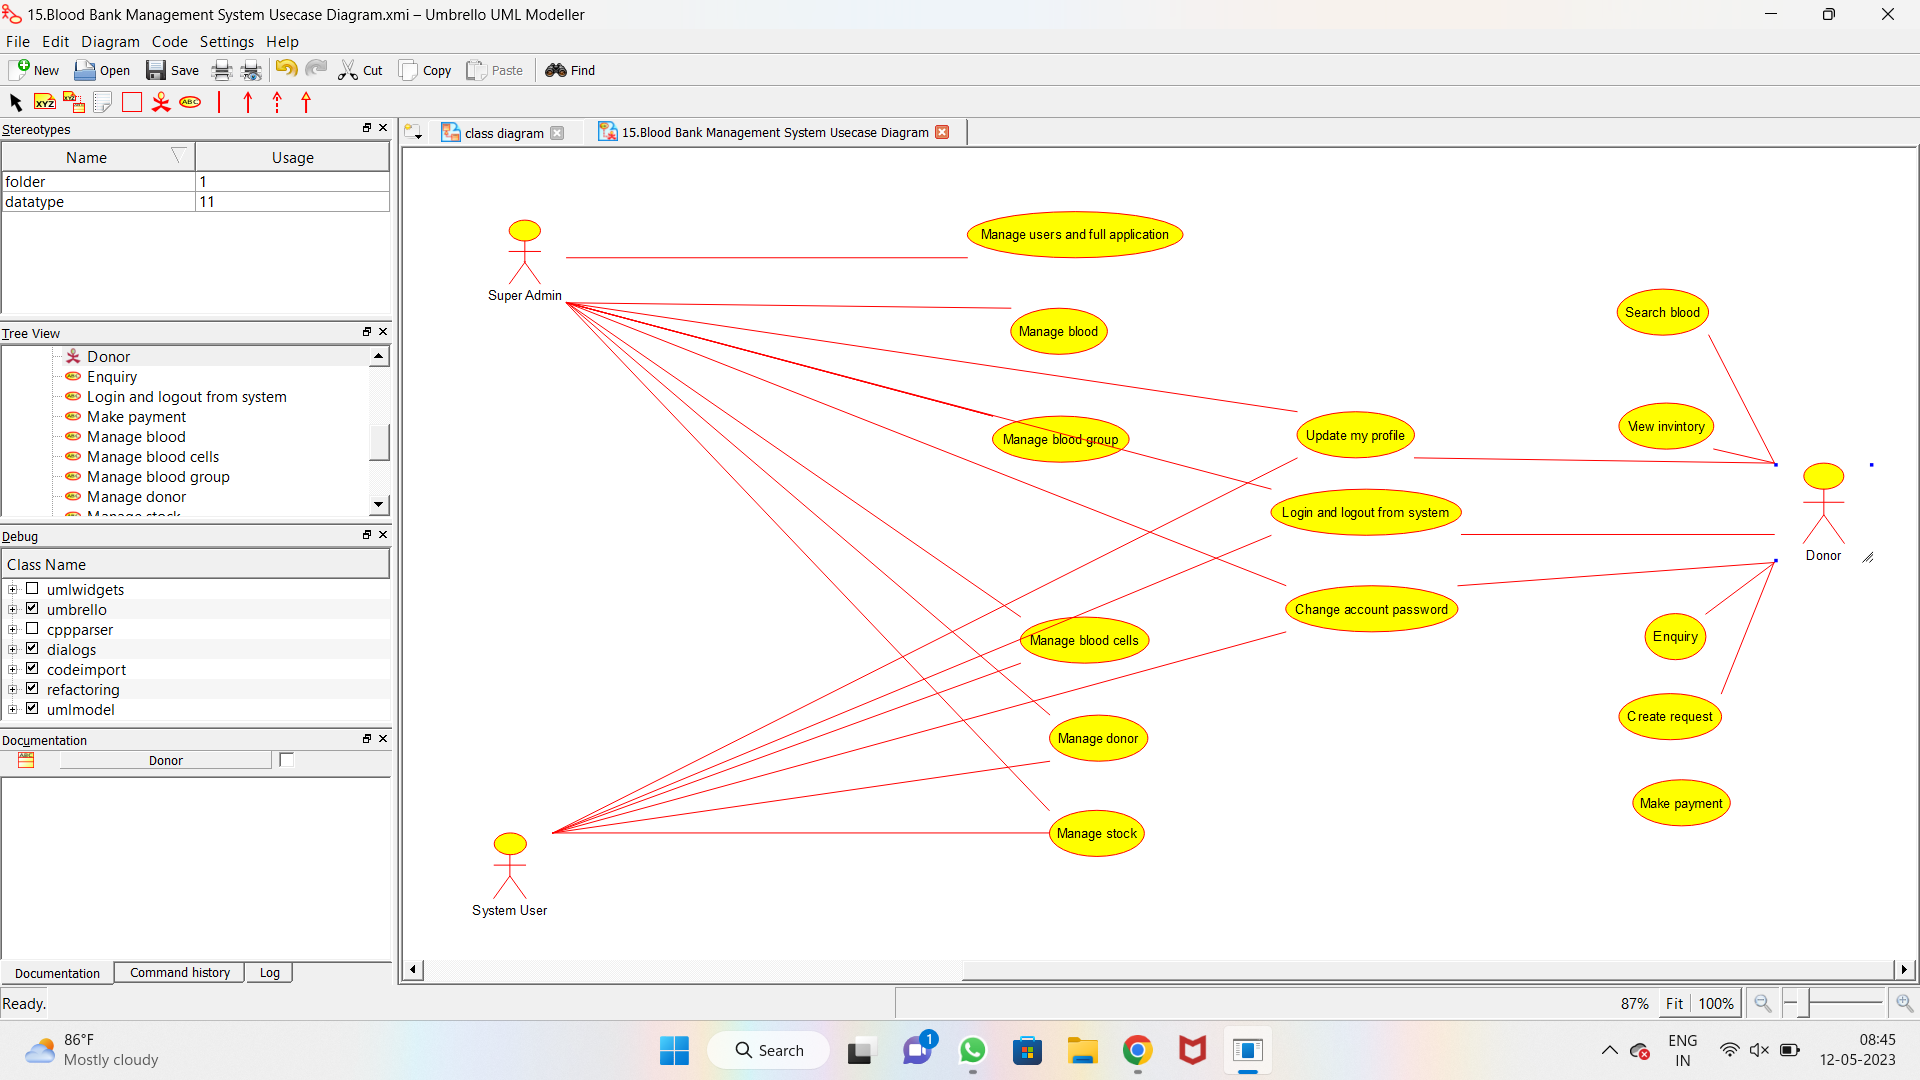 15.Blood Bank Management System Usecase Diagram.xmi – Umbrello UML Modeller
File Edit Diagram Code Settings Help
New Open Save Cut Copy Paste Find
XYZ XYZ ABC
Stereotypes
Name Usage
folder 1
datatype 11
Tree View
Donor
Enquiry
Login and logout from system
Make payment
Manage blood
Manage blood cells
Manage blood group
Manage donor
Manage stock
Debug
Class Name
umlwidgets
umbrello
cppparser
dialogs
codeimport
refactoring
umlmodel
Documentation
Donor
Documentation Command history Log
class diagram
15.Blood Bank Management System Usecase Diagram
Super Admin
Manage users and full application
Manage blood
Manage blood group
Update my profile
Login and logout from system
Change account password
Manage blood cells
Manage donor
Manage stock
System User
Search blood
View invintory
Donor
Enquiry
Create request
Make payment
Ready.
87% Fit 100%
86°F
Mostly cloudy
Search
1
ENG
IN
08:45
12-05-2023